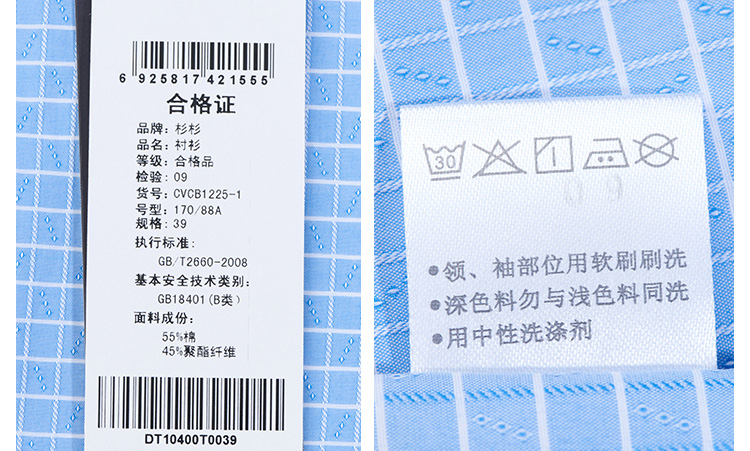 6 925817 421555
合格证
品牌: 杉杉
品名: 衬衫
等级: 合格品
检验: 09
货号: CVCB1225-1
号型: 170/88A
规格: 39
执行标准:
GB/T2660-2008
基本安全技术类别:
GB18401(B类)
面料成份:
55%棉
45%聚酯纤维
DT10400T0039
30
09
●领、袖部位用软刷刷洗
●深色料勿与浅色料同洗
●用中性洗涤剂